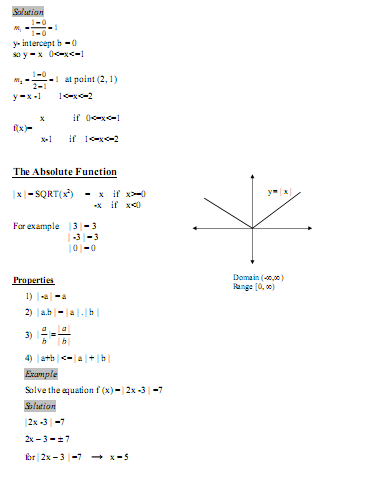 Solution
m₁ = 1-0/1-0 = 1
y- intercept b = 0
so y = x 0<=x<=1
m₂ = 1-0/2-1 = 1 at point (2, 1)
y = x -1 1<=x<=2
x if 0<=x<=1
f(x)=
x-1 if 1<=x<=2
The Absolute Function
|x| = SQRT(x²) = x if x>=0
-x if x<0
y= | x |
For example |3| = 3
|-3| = 3
|0| = 0
Domain (-∞,∞)
Range [0, ∞)
Properties
1) |-a| = a
2) |a.b| = |a|.|b|
3) |a/b| = |a|/|b|
4) |a+b| <= |a| + |b|
Example
Solve the equation f (x) = |2x -3| =7
Solution
|2x -3| =7
2x – 3 = ± 7
for |2x – 3| =7 → x = 5